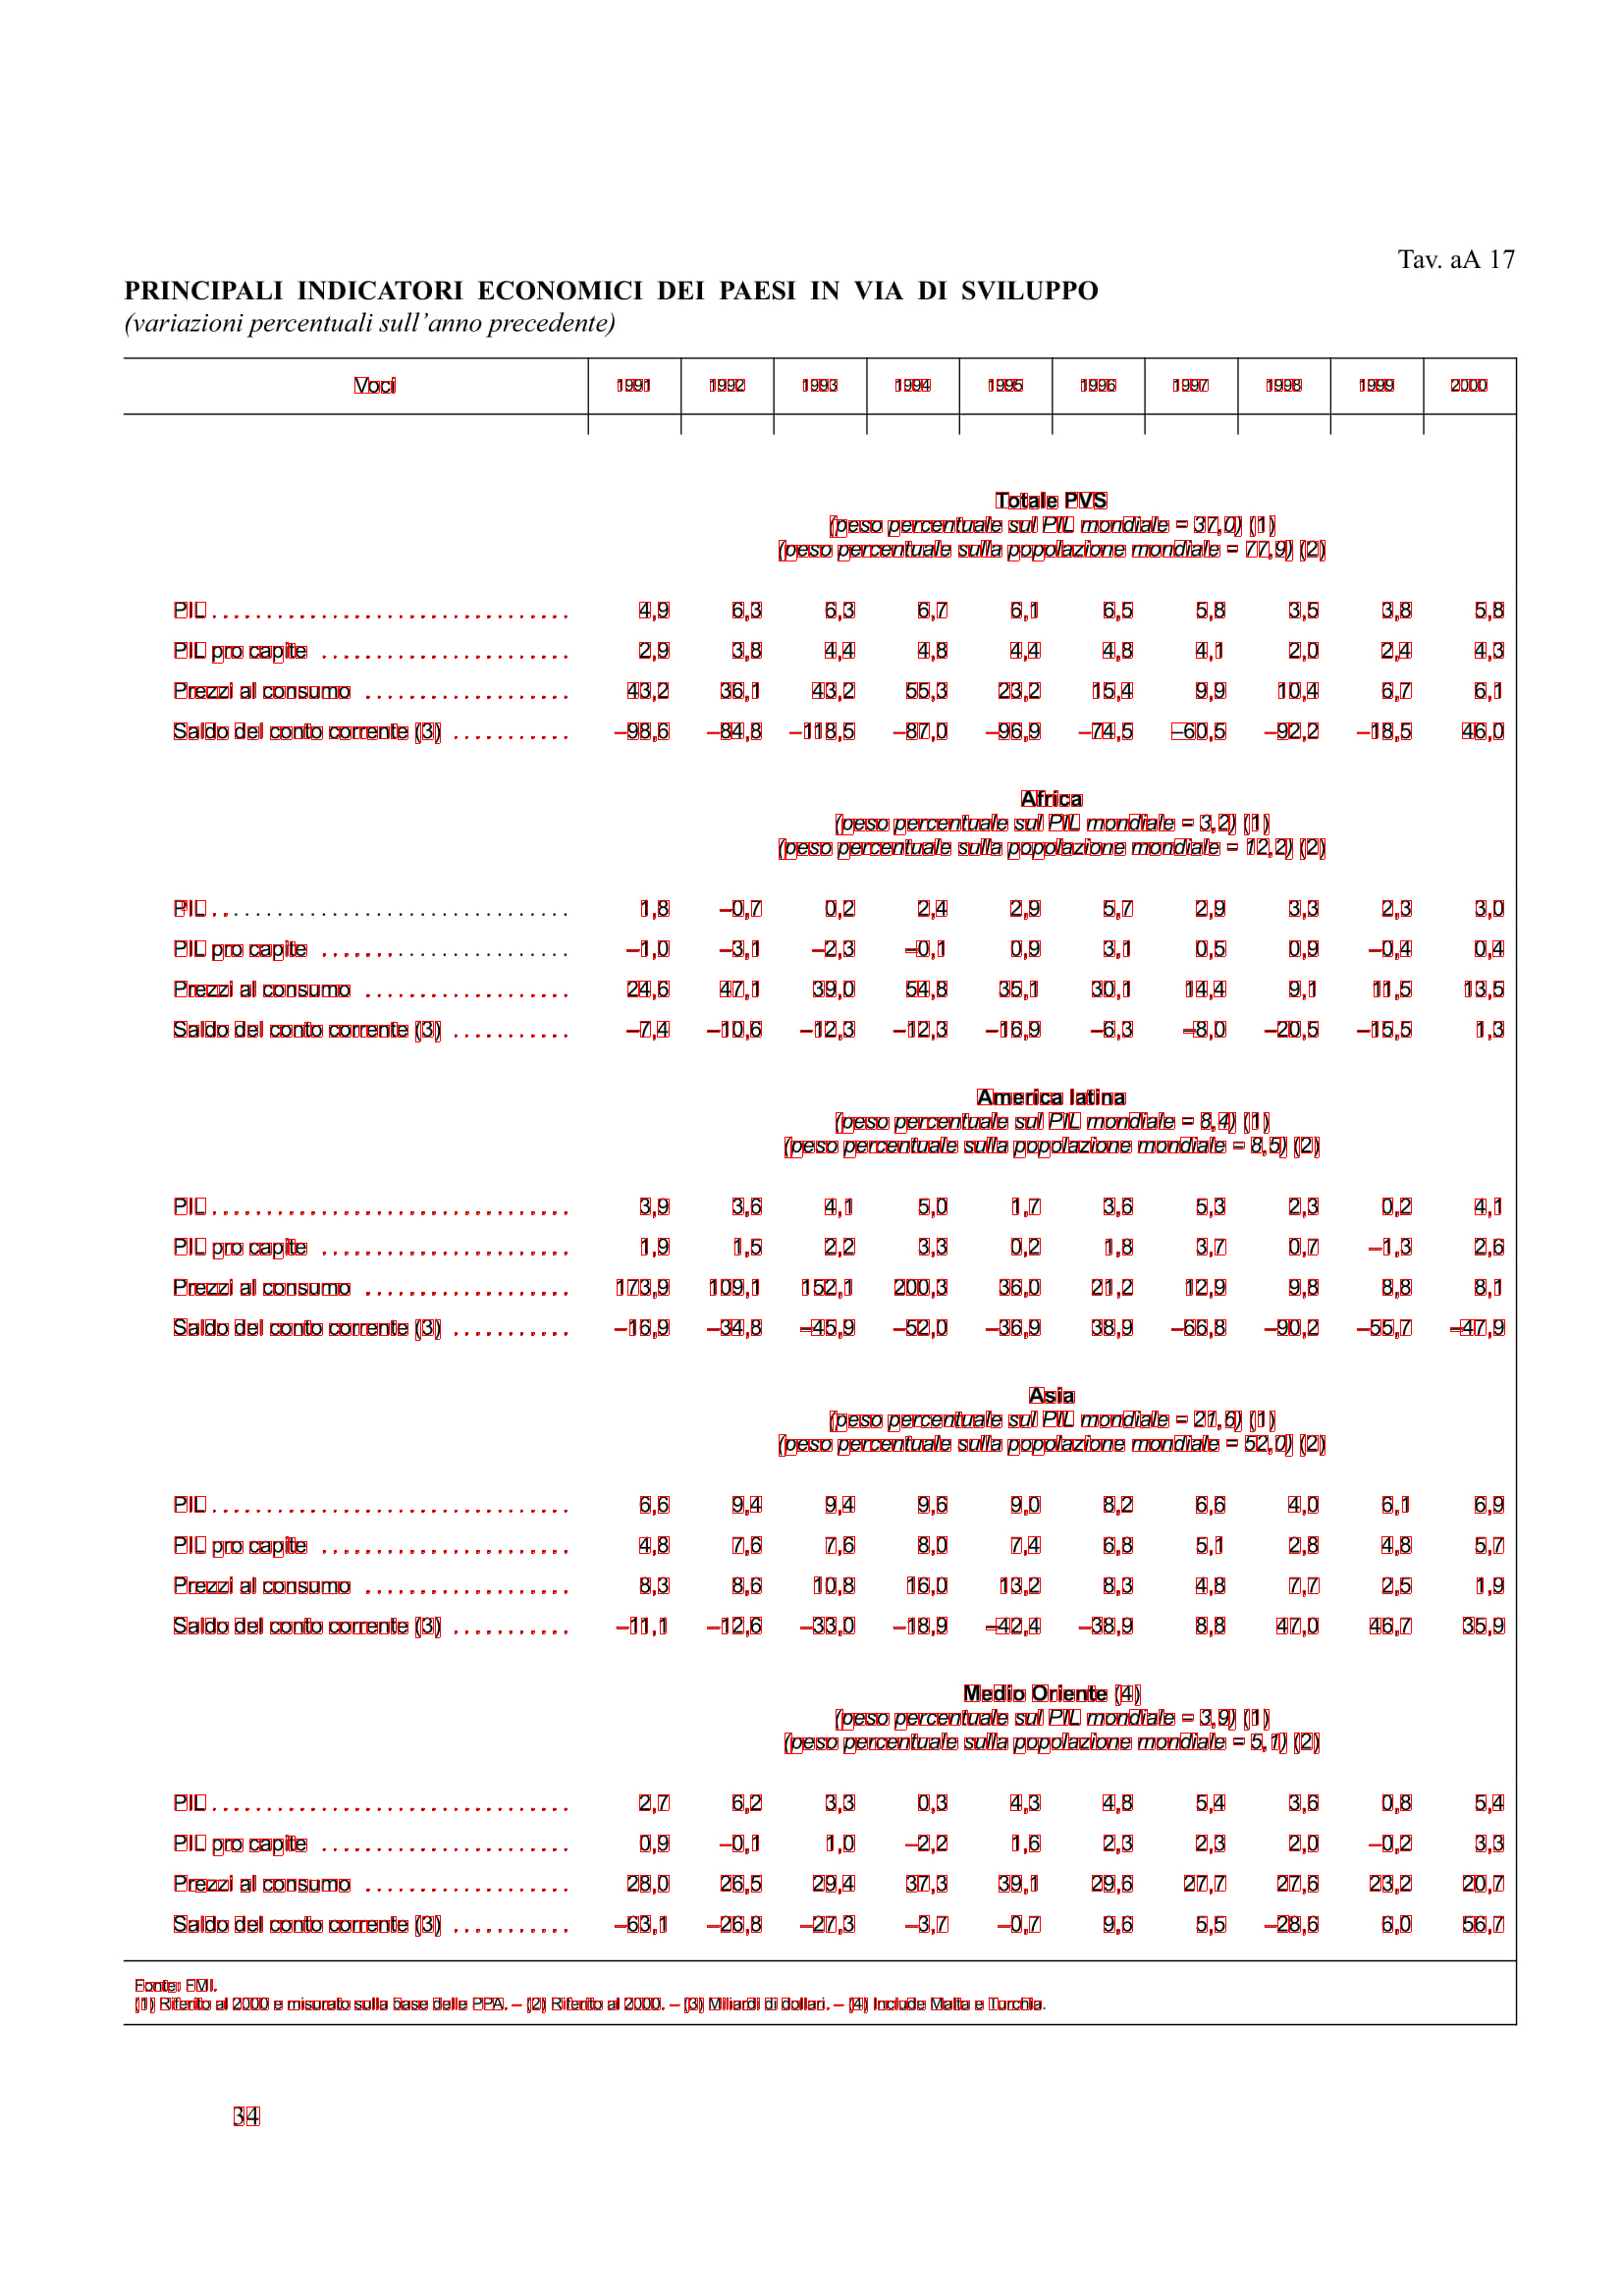 Tav. aA 17
PRINCIPALI INDICATORI ECONOMICI DEI PAESI IN VIA DI SVILUPPO
(variazioni percentuali sull’anno precedente)
Voci 1991 1992 1993 1994 1995 1996 1997 1998 1999 2000
Totale PVS
(peso percentuale sul PIL mondiale = 37,0) (1)
(peso percentuale sulla popolazione mondiale = 77,9) (2)
PIL ................................. 4,9 6,3 6,3 6,7 6,1 6,5 5,8 3,5 3,8 5,8
PIL pro capite ....................... 2,9 3,8 4,4 4,8 4,4 4,8 4,1 2,0 2,4 4,3
Prezzi al consumo ................... 43,2 36,1 43,2 55,3 23,2 15,4 9,9 10,4 6,7 6,1
Saldo del conto corrente (3) ........... –98,6 –84,8 –118,5 –87,0 –96,9 –74,5 –60,5 –92,2 –18,5 46,0
Africa
(peso percentuale sul PIL mondiale = 3,2) (1)
(peso percentuale sulla popolazione mondiale = 12,2) (2)
PIL ................................. 1,8 –0,7 0,2 2,4 2,9 5,7 2,9 3,3 2,3 3,0
PIL pro capite ....................... –1,0 –3,1 –2,3 –0,1 0,9 3,1 0,5 0,9 –0,4 0,4
Prezzi al consumo ................... 24,6 47,1 39,0 54,8 35,1 30,1 14,4 9,1 11,5 13,5
Saldo del conto corrente (3) ........... –7,4 –10,6 –12,3 –12,3 –16,9 –6,3 –8,0 –20,5 –15,5 1,3
America latina
(peso percentuale sul PIL mondiale = 8,4) (1)
(peso percentuale sulla popolazione mondiale = 8,5) (2)
PIL ................................. 3,9 3,6 4,1 5,0 1,7 3,6 5,3 2,3 0,2 4,1
PIL pro capite ....................... 1,9 1,5 2,2 3,3 0,2 1,8 3,7 0,7 –1,3 2,6
Prezzi al consumo ................... 173,9 109,1 152,1 200,3 36,0 21,2 12,9 9,8 8,8 8,1
Saldo del conto corrente (3) ........... –16,9 –34,8 –45,9 –52,0 –36,9 38,9 –66,8 –90,2 –55,7 –47,9
Asia
(peso percentuale sul PIL mondiale = 21,6) (1)
(peso percentuale sulla popolazione mondiale = 52,0) (2)
PIL ................................. 6,6 9,4 9,4 9,6 9,0 8,2 6,6 4,0 6,1 6,9
PIL pro capite ....................... 4,8 7,6 7,6 8,0 7,4 6,8 5,1 2,8 4,8 5,7
Prezzi al consumo ................... 8,3 8,6 10,8 16,0 13,2 8,3 4,8 7,7 2,5 1,9
Saldo del conto corrente (3) ........... –11,1 –12,6 –33,0 –18,9 –42,4 –38,9 8,8 47,0 46,7 35,9
Medio Oriente (4)
(peso percentuale sul PIL mondiale = 3,9) (1)
(peso percentuale sulla popolazione mondiale = 5,1) (2)
PIL ................................. 2,7 6,2 3,3 0,3 4,3 4,8 5,4 3,6 0,8 5,4
PIL pro capite ....................... 0,9 –0,1 1,0 –2,2 1,6 2,3 2,3 2,0 –0,2 3,3
Prezzi al consumo ................... 28,0 26,5 29,4 37,3 39,1 29,6 27,7 27,6 23,2 20,7
Saldo del conto corrente (3) ........... –63,1 –26,8 –27,3 –3,7 –0,7 9,6 5,5 –28,6 6,0 56,7
Fonte: FMI.
(1) Riferito al 2000 e misurato sulla base delle PPA. – (2) Riferito al 2000. – (3) Miliardi di dollari. – (4) Include Malta e Turchia.
34